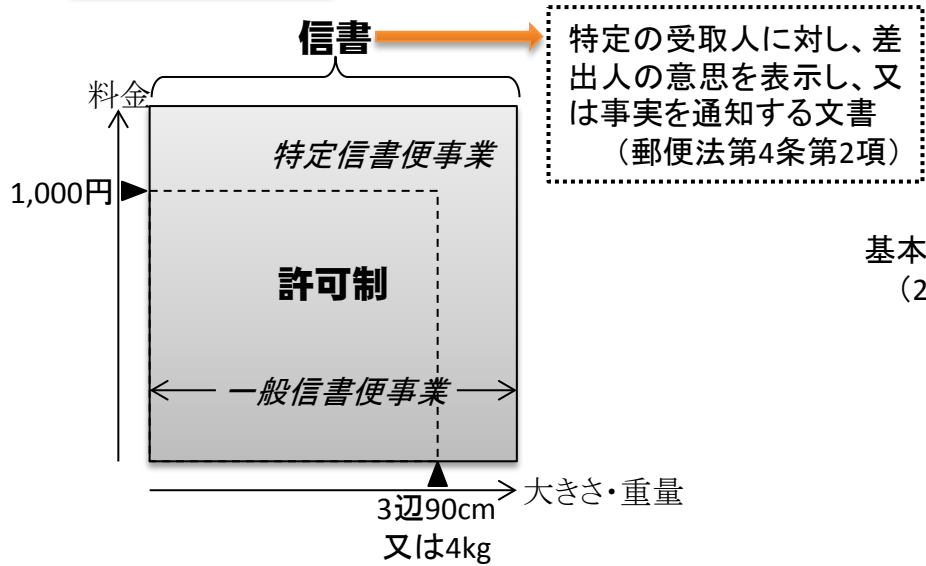 信書
特定の受取人に対し、差
出人の意思を表示し、又
は事実を通知する文書
（郵便法第4条第2項）
料金
特定信書便事業
1,000円
基本
（2
許可制
一般信書便事業
大きさ・重量
3辺90cm
又は4kg